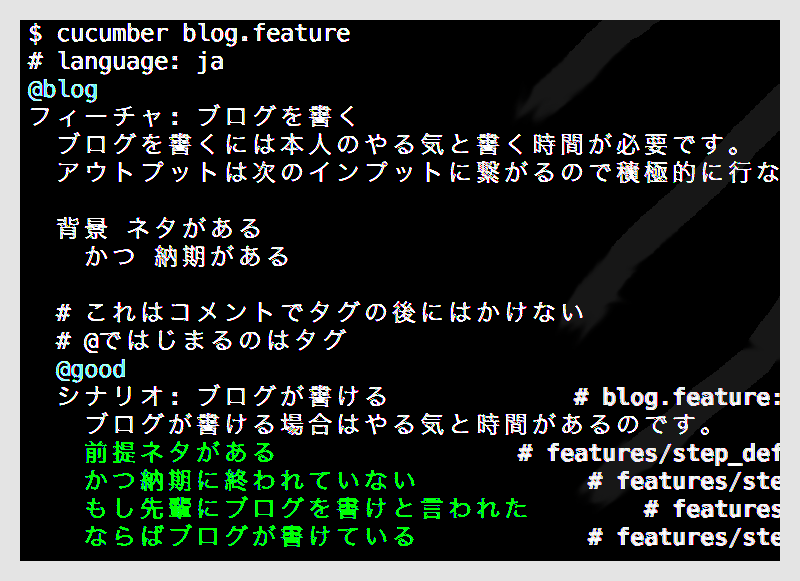 $ cucumber blog.feature
# language: ja
@blog
フィーチャ: ブログを書く
ブログを書くには本人のやる気と書く時間が必要です。
アウトプットは次のインプットに繋がるので積極的に行な
背景 ネタがある
かつ 納期がある
# これはコメントでタグの後にはかけない
# @ではじまるのはタグ
@good
シナリオ: ブログが書ける # blog.feature:
ブログが書ける場合はやる気と時間があるのです。
前提ネタがある # features/step_def
かつ納期に終われていない # features/ste
もし先輩にブログを書けと言われた # features
ならばブログが書けている # features/ste